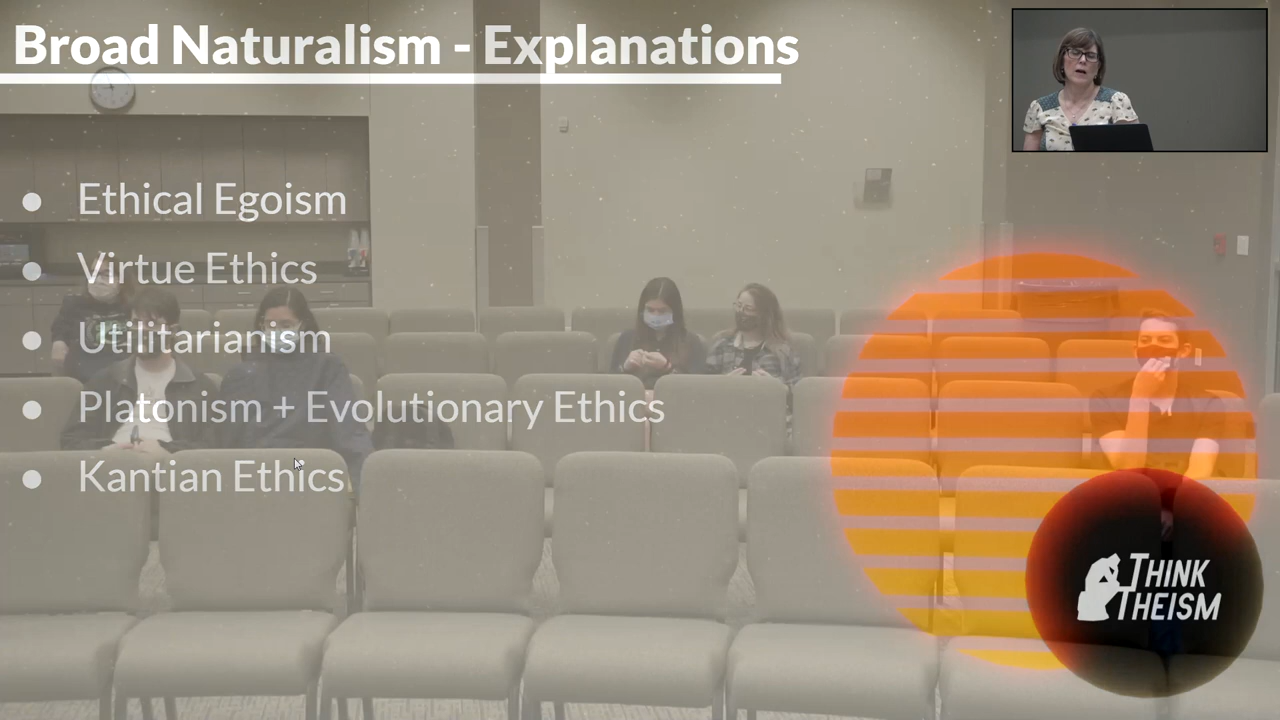 Broad Naturalism - Explanations
Ethical Egoism
Virtue Ethics
Utilitarianism
Platonism + Evolutionary Ethics
Kantian Ethics
THINK
THEISM